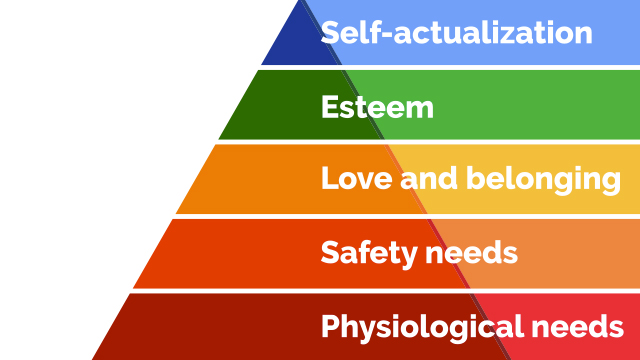 Self-actualization
Esteem
Love and belonging
Safety needs
Physiological needs